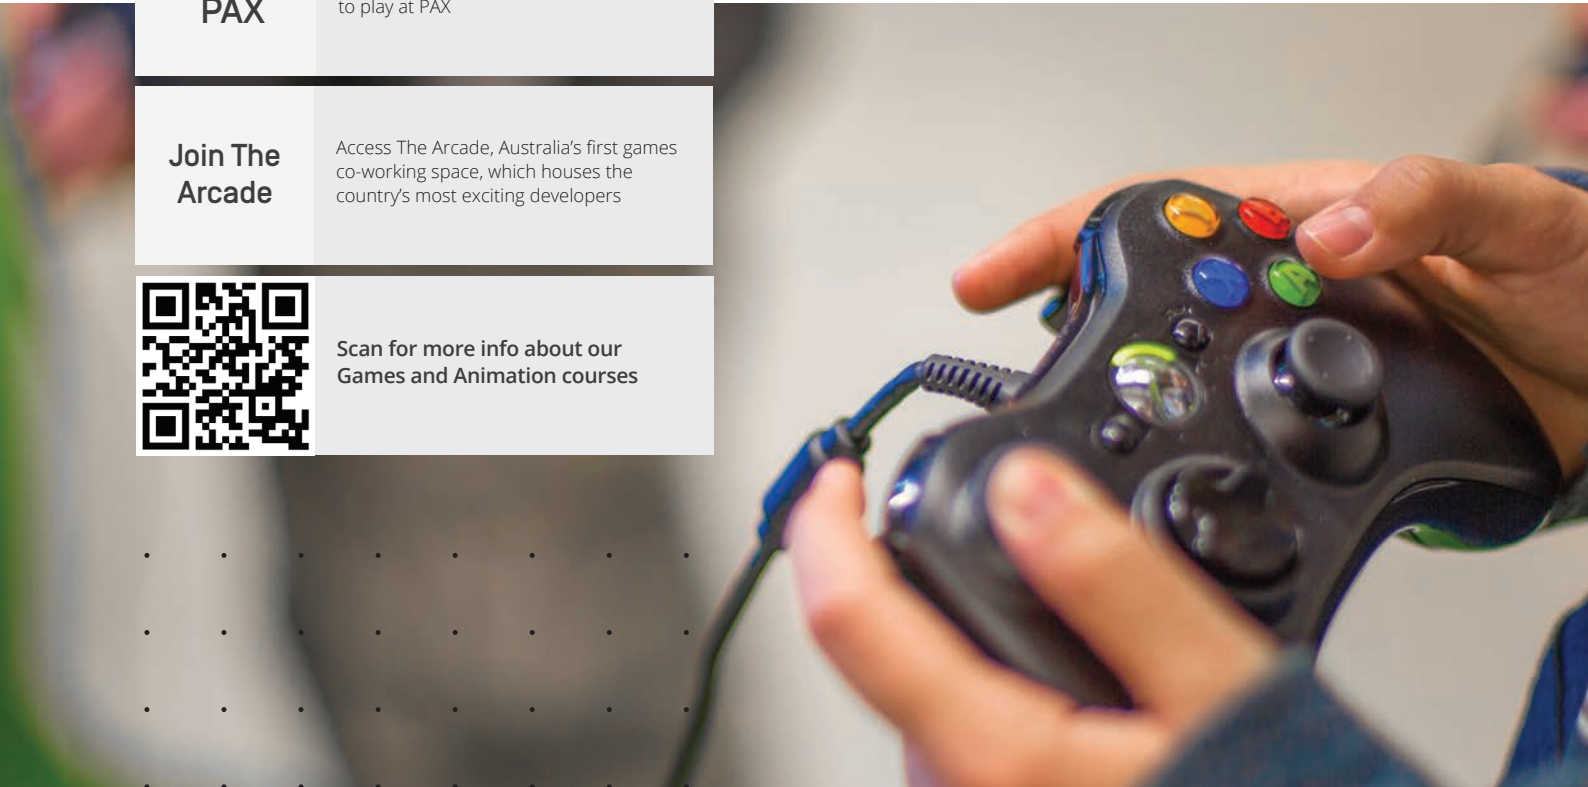 PAX
to play at PAX
Join The
Arcade
Access The Arcade, Australia's first games
co-working space, which houses the
country's most exciting developers
Scan for more info about our
Games and Animation courses